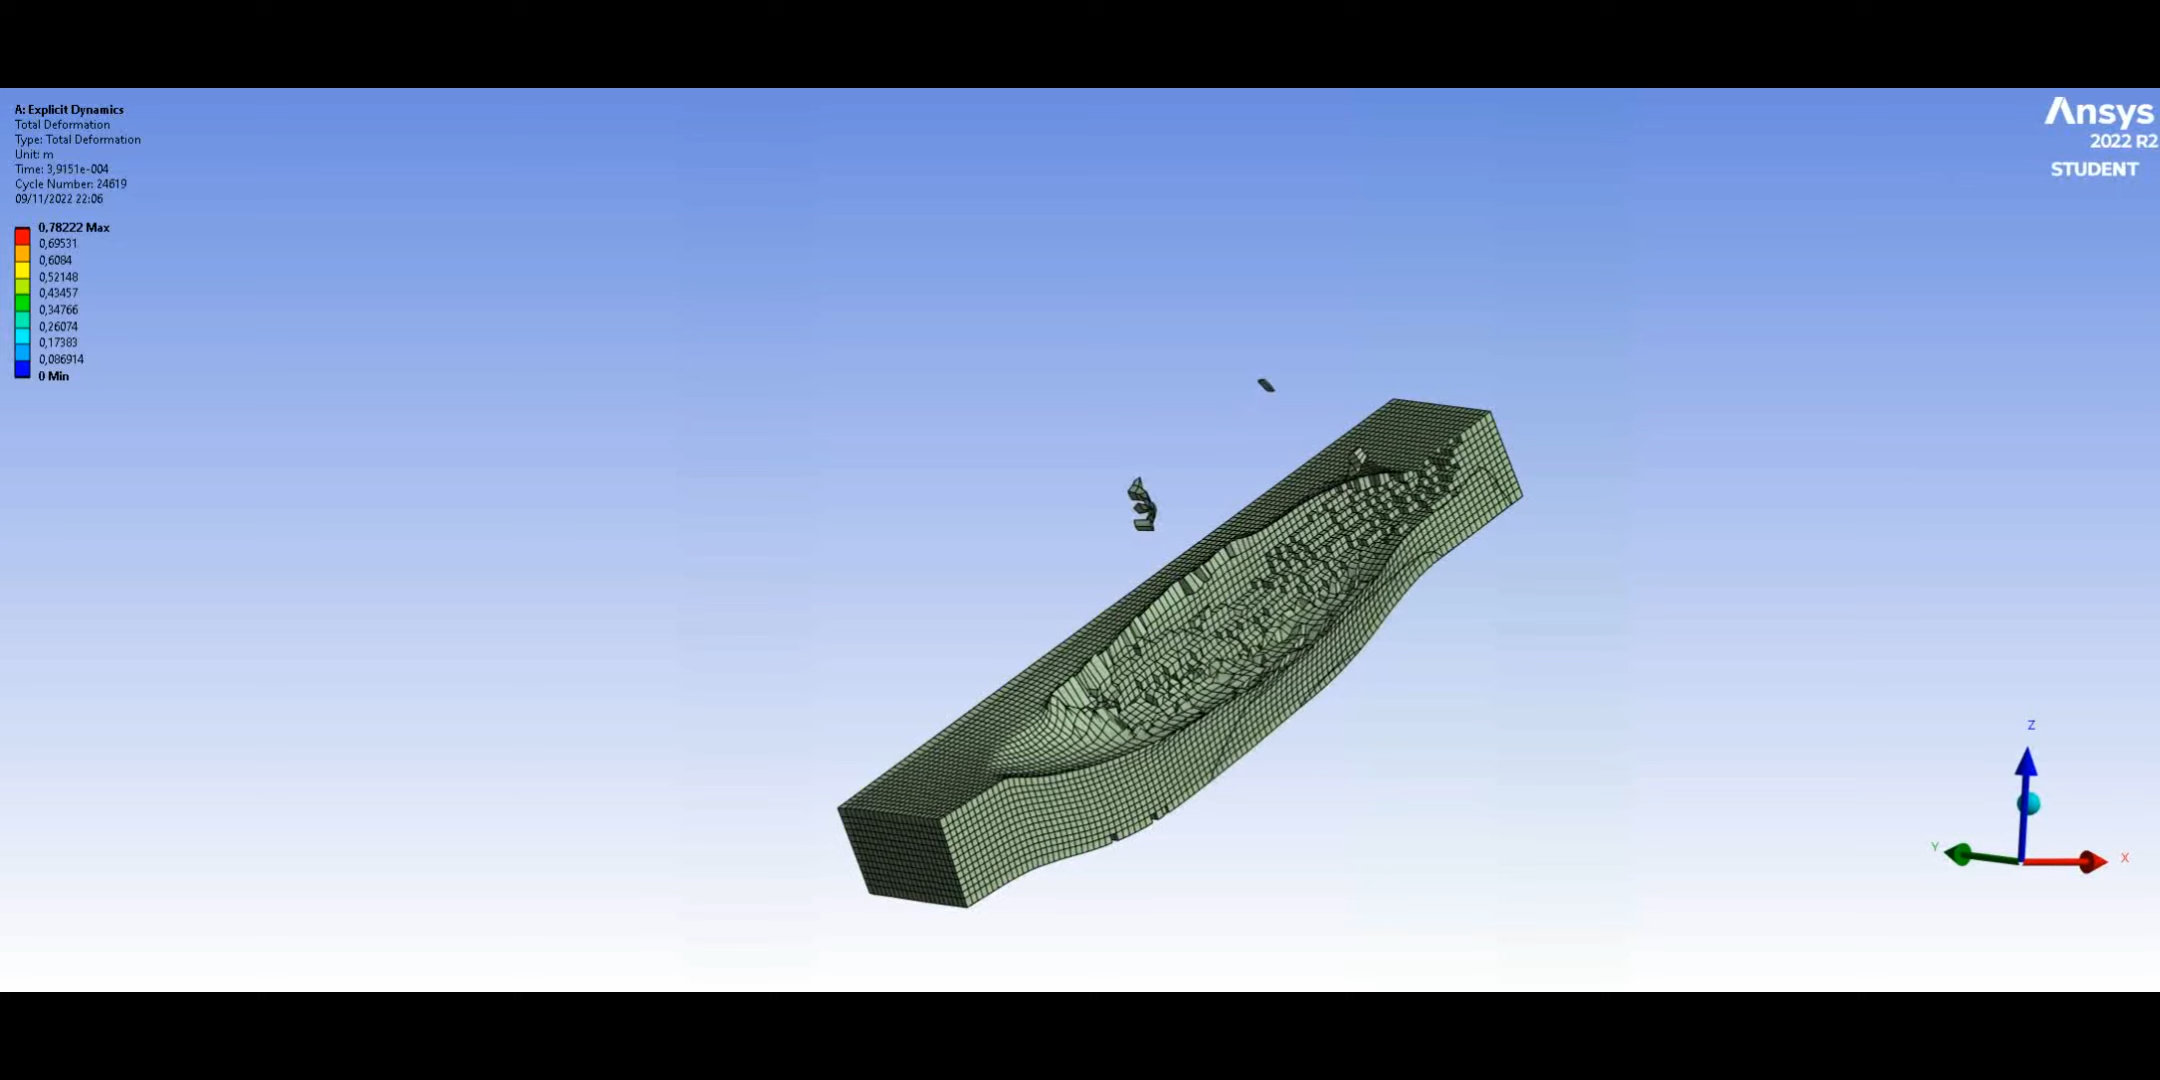 A: Explicit Dynamics
Total Deformation
Type: Total Deformation
Unit: m
Time: 3,9151e-004
Cycle Number: 24619
09/11/2022 22:06
0,78222 Max
0,69531
0,6084
0,52148
0,43457
0,34766
0,26074
0,17383
0,086914
0 Min
Ansys
2022 R2
STUDENT
Z
Y
X